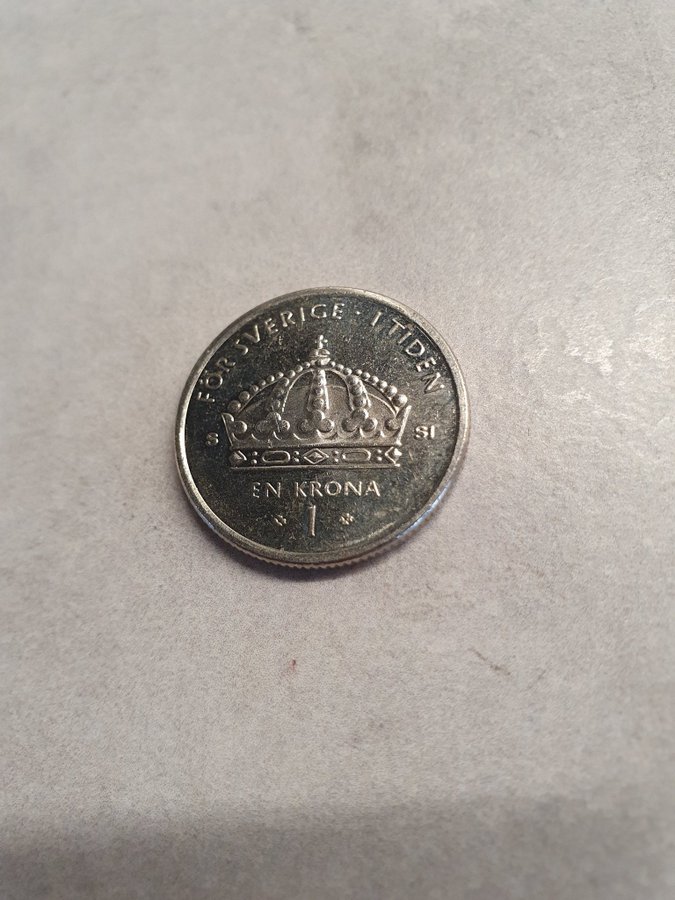 FÖR SVERIGE · I TIDEN
S SI
EN KRONA
1